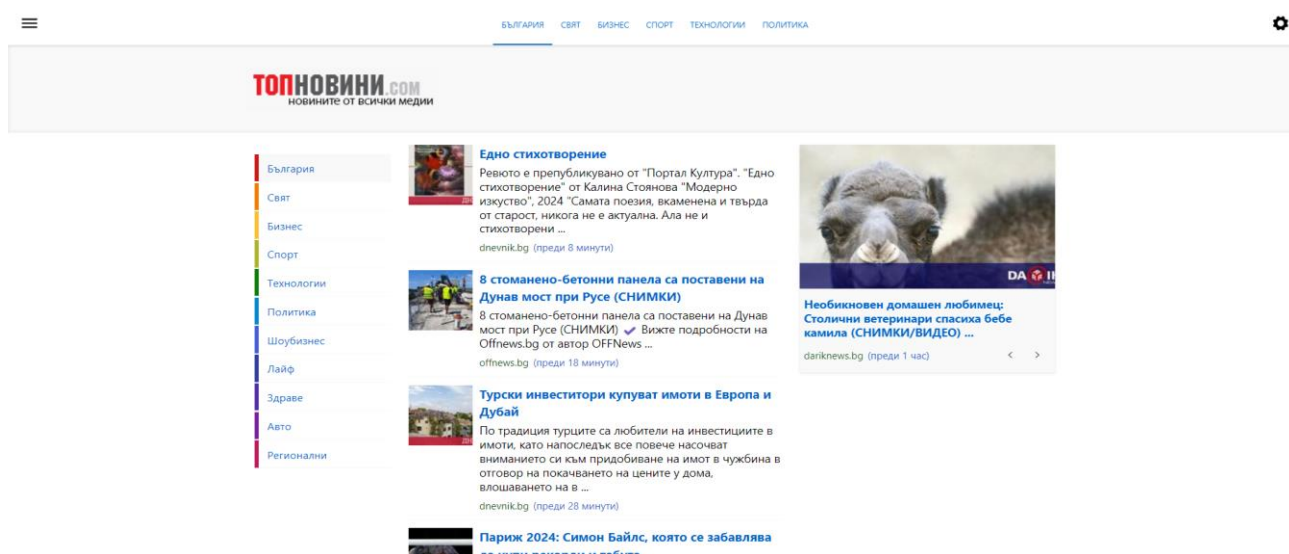 БЪЛГАРИЯ СВЯТ БИЗНЕС СПОРТ ТЕХНОЛОГИИ ПОЛИТИКА
ТОПНОВИНИ.COM
НОВИНИТЕ ОТ ВСИЧКИ МЕДИИ
България
Свят
Бизнес
Спорт
Технологии
Политика
Шоубизнес
Лайф
Здраве
Авто
Регионални
Едно стихотворение
Ревюто е препубликувано от "Портал Култура". "Едно
стихотворение" от Калина Стоянова "Модерно
изкуство", 2024 "Самата поезия, вкаменена и твърда
от старост, никога не е актуална. Ала не и
стихотворени ...
dnevnik.bg (преди 8 минути)
8 стоманено-бетонни панела са поставени на
Дунав мост при Русе (СНИМКИ)
8 стоманено-бетонни панела са поставени на Дунав
мост при Русе (СНИМКИ) ✔ Вижте подробности на
Offnews.bg от автор OFFNews ...
offnews.bg (преди 18 минути)
Турски инвеститори купуват имоти в Европа и
Дубай
По традиция турците са любители на инвестициите в
имоти, като напоследък все повече насочват
вниманието си към придобиване на имот в чужбина в
отговор на покачването на цените у дома,
влошаването на в ...
dnevnik.bg (преди 28 минути)
Париж 2024: Симон Байлс, която се забавлява
DA IK
Необикновен домашен любимец:
Столични ветеринари спасиха бебе
камила (СНИМКИ/ВИДЕО) ...
dariknews.bg (преди 1 час)